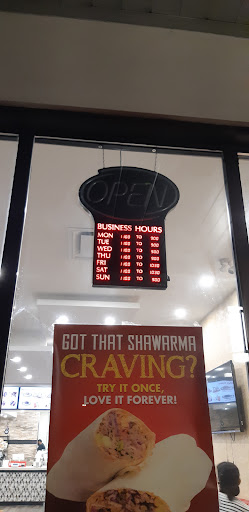 OPEN
BUSINESS HOURS
MON TO
TUE TO
WED TO
THU TO
FRI TO
SAT TO
SUN TO
GOT THAT SHAWARMA
CRAVING?
TRY IT ONCE,
LOVE IT FOREVER!